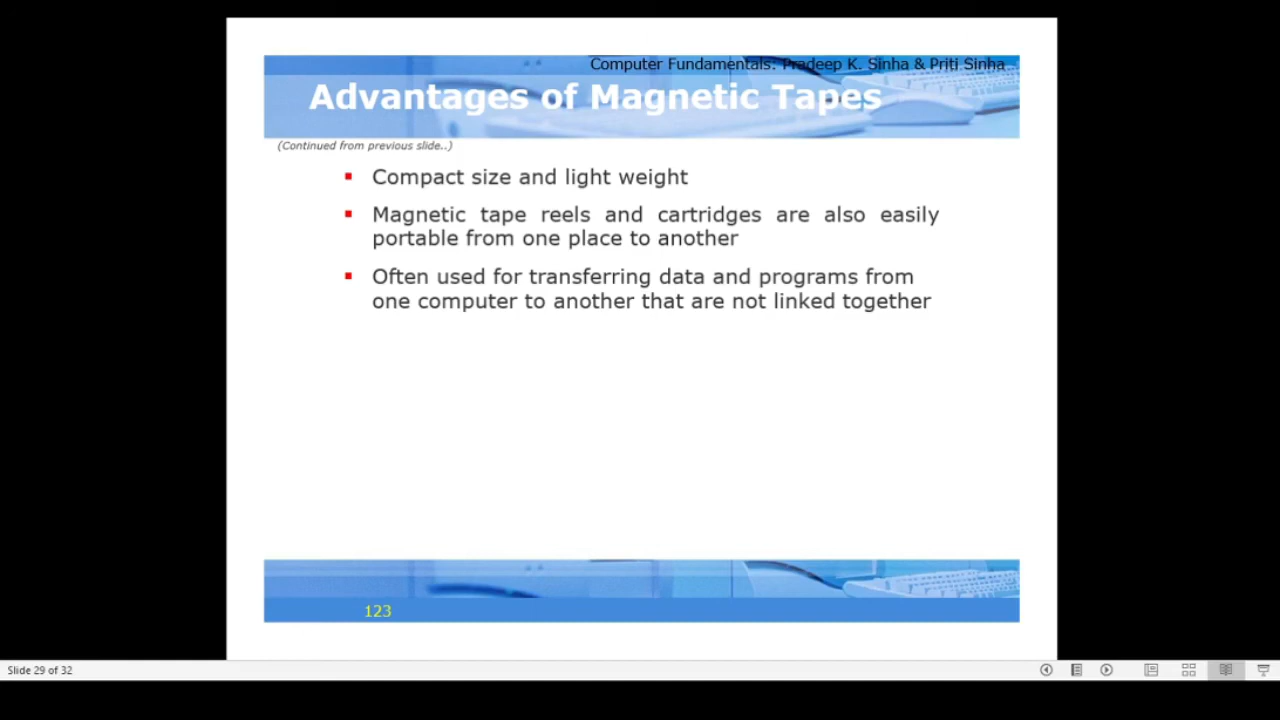 Computer Fundamentals: Pradeep K. Sinha & Priti Sinha
Advantages of Magnetic Tapes
(Continued from previous slide..)
Compact size and light weight
Magnetic tape reels and cartridges are also easily
portable from one place to another
Often used for transferring data and programs from
one computer to another that are not linked together
123
Slide 29 of 32